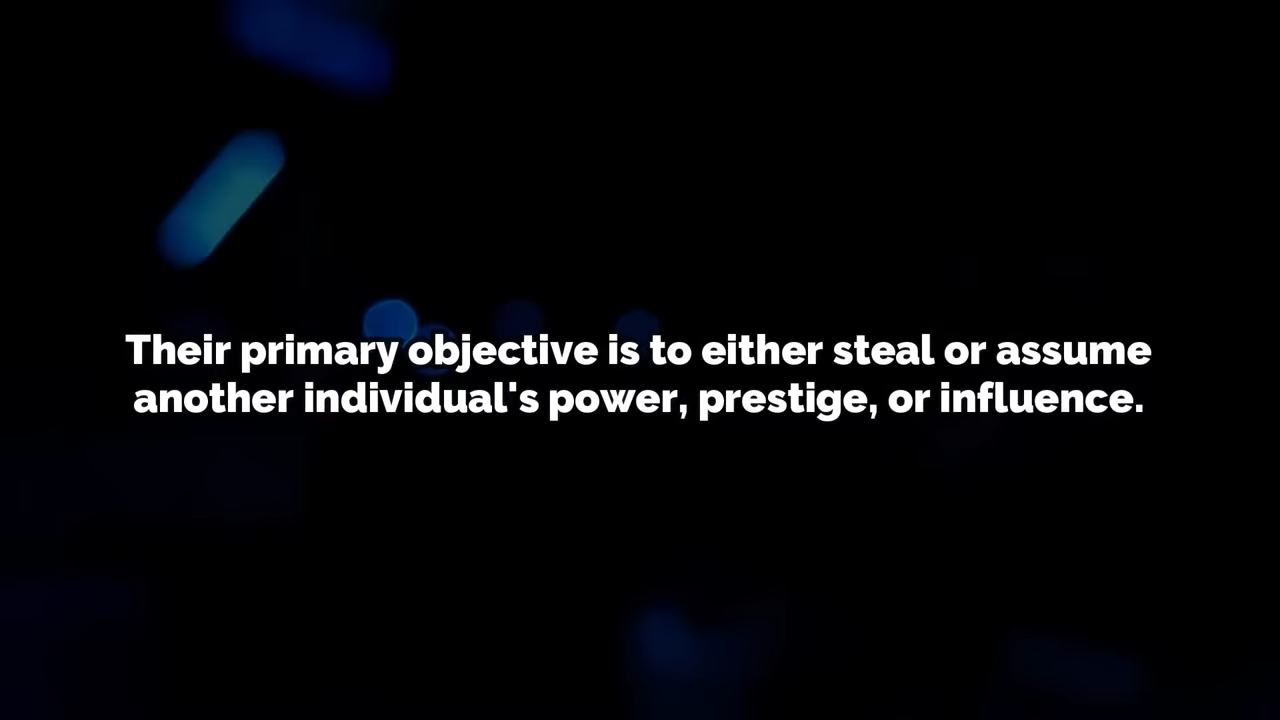 Their primary objective is to either steal or assume
another individual's power, prestige, or influence.